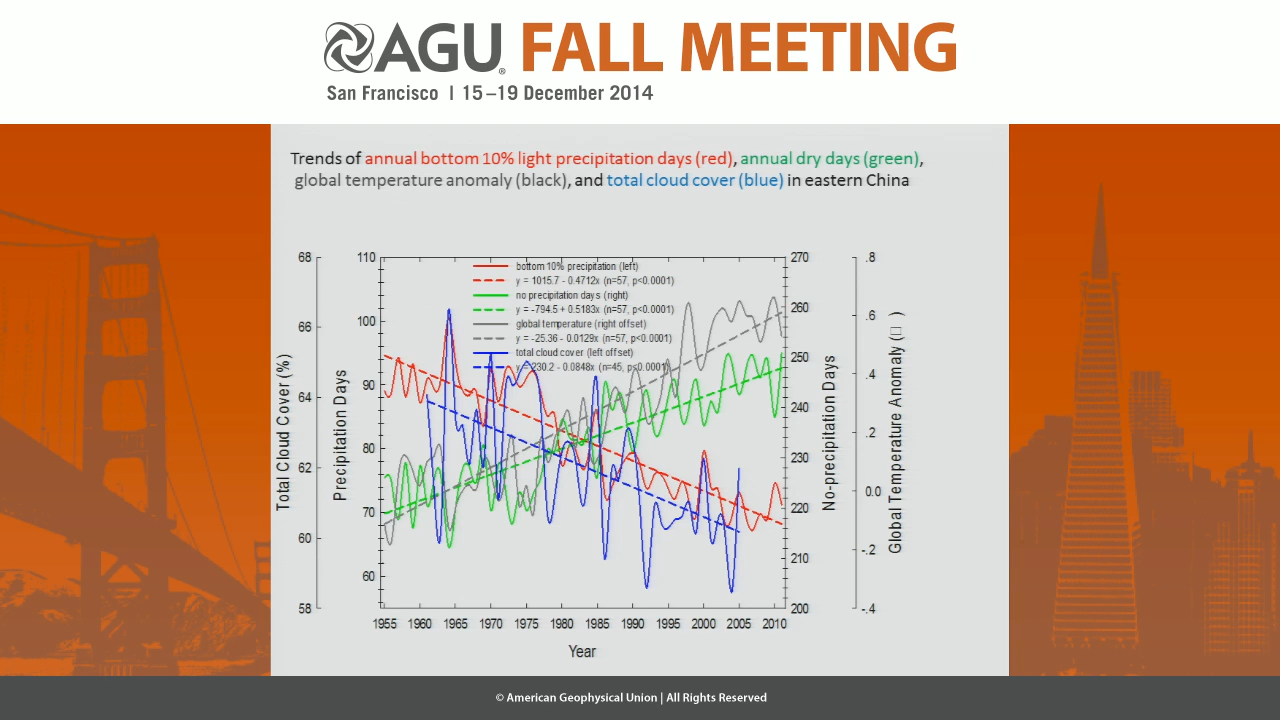 AGU® FALL MEETING
San Francisco | 15–19 December 2014
Trends of annual bottom 10% light precipitation days (red), annual dry days (green),
global temperature anomaly (black), and total cloud cover (blue) in eastern China
68
66
64
62
60
58
Total Cloud Cover (%)
110
100
90
80
70
60
Precipitation Days
bottom 10% precipitation (left)
y = 1015.7 - 0.4712x (n=57, p<0.0001)
no precipitation days (right)
y = -794.5 + 0.5183x (n=57, p<0.0001)
global temperature (right offset)
y = -25.36 - 0.0129x (n=57, p<0.0001)
total cloud cover (left offset)
y = 230.2 - 0.0848x (n=45, p<0.0001)
270
260
250
240
230
220
210
200
No-precipitation Days
.8
.6
.4
.2
0.0
-.2
-.4
Global Temperature Anomaly (□ )
1955 1960 1965 1970 1975 1980 1985 1990 1995 2000 2005 2010
Year
© American Geophysical Union | All Rights Reserved